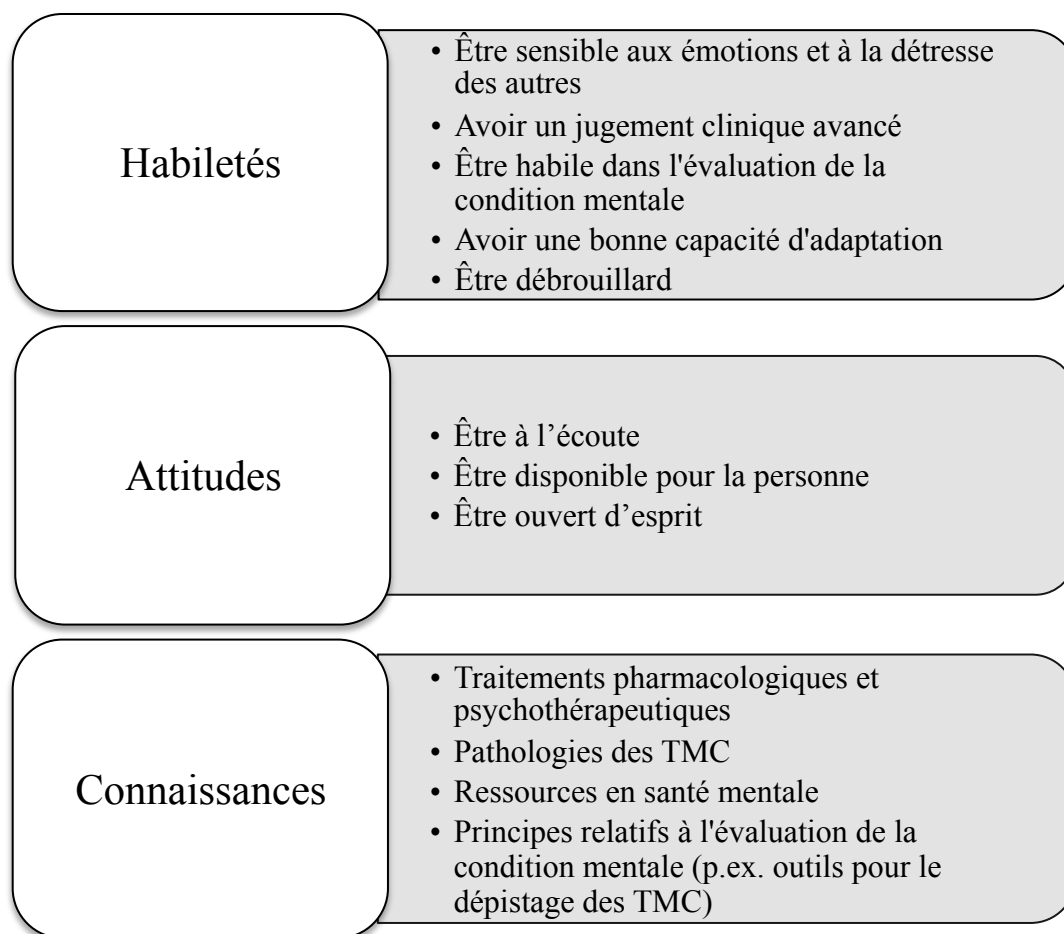 Habiletés
• Être sensible aux émotions et à la détresse
des autres
• Avoir un jugement clinique avancé
• Être habile dans l'évaluation de la
condition mentale
• Avoir une bonne capacité d'adaptation
• Être débrouillard
Attitudes
• Être à l’écoute
• Être disponible pour la personne
• Être ouvert d’esprit
Connaissances
• Traitements pharmacologiques et
psychothérapeutiques
• Pathologies des TMC
• Ressources en santé mentale
• Principes relatifs à l'évaluation de la
condition mentale (p.ex. outils pour le
dépistage des TMC)